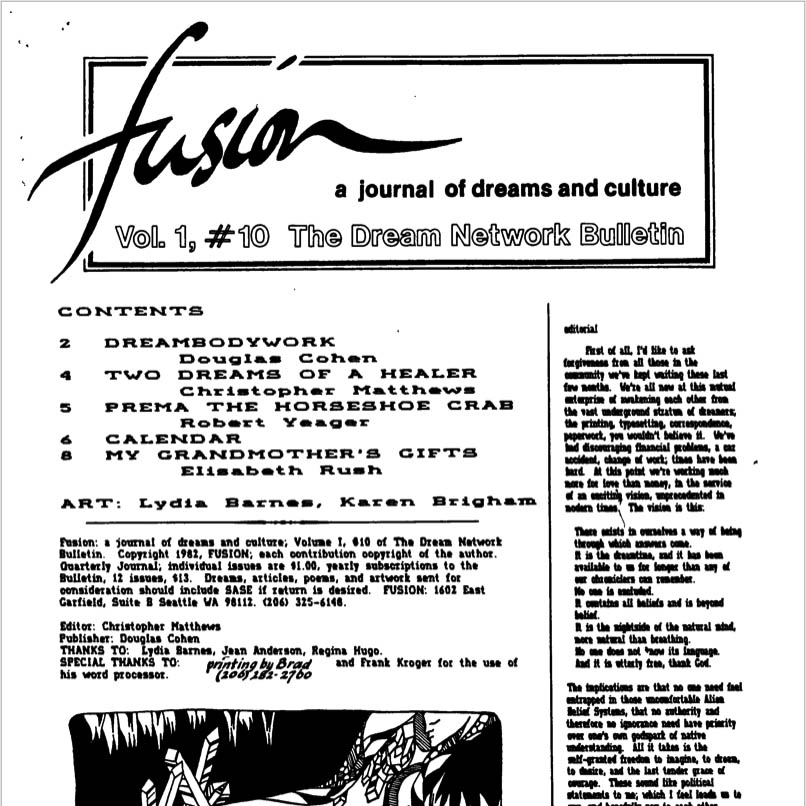 fusion
a journal of dreams and culture
Vol. 1, #10 The Dream Network Bulletin
CONTENTS
2 DREAMBODYWORK
Douglas Cohen
4 TWO DREAMS OF A HEALER
Christopher Matthews
5 PREMA THE HORSESHOE CRAB
Robert Yeager
6 CALENDAR
8 MY GRANDMOTHER'S GIFTS
Elisabeth Rush
ART: Lydia Barnes, Karen Brigham
Fusion: a journal of dreams and culture; Volume I, #10 of The Dream Network
Bulletin. Copyright 1982, FUSION; each contribution copyright of the author.
Quarterly Journal; individual issues are $1.00, yearly subscriptions to the
Bulletin, 12 issues, $13. Dreams, articles, poems, and artwork sent for
consideration should include SASE if return is desired. FUSION: 1602 East
Garfield, Suite B Seattle WA 98112. (206) 325-6148.
Editor: Christopher Matthews
Publisher: Douglas Cohen
THANKS TO: Lydia Barnes, Jean Anderson, Regina Hugo.
SPECIAL THANKS TO: printing by Brad and Frank Kroger for the use of
his word processor. (206) 282-2760
editorial
First of all, I'd like to ask
forgiveness from all those in the
community we've kept waiting these last
few months. We're all new at this mutual
enterprise of awakening each other from
the vast underground stratum of dreamers;
the printing, typesetting, correspondence,
paperwork, you wouldn't believe it. We've
had discouraging financial problems, a car
accident, change of work; times have been
hard. At this point we're working much
more for love than money, in the service
of an exciting vision, unprecedented in
modern times. The vision is this:
There exists in ourselves a way of being
through which answers come.
It is the dreamtime, and it has been
available to us for longer than any of
our chroniclers can remember.
No one is excluded.
It contains all beliefs and is beyond
belief.
It is the nightside of the natural mind,
more natural than breathing.
No one does not know its language.
And it is utterly free, thank God.
The implications are that no one need feel
entrapped in those uncomfortable Alien
Belief Systems, that no authority and
therefore no ignorance need have priority
over one's own godspark of native
understanding. All it takes is the
self-granted freedom to imagine, to dream,
to desire, and the last tender grace of
courage. These sound like political
statements to me; which I feel leads us to